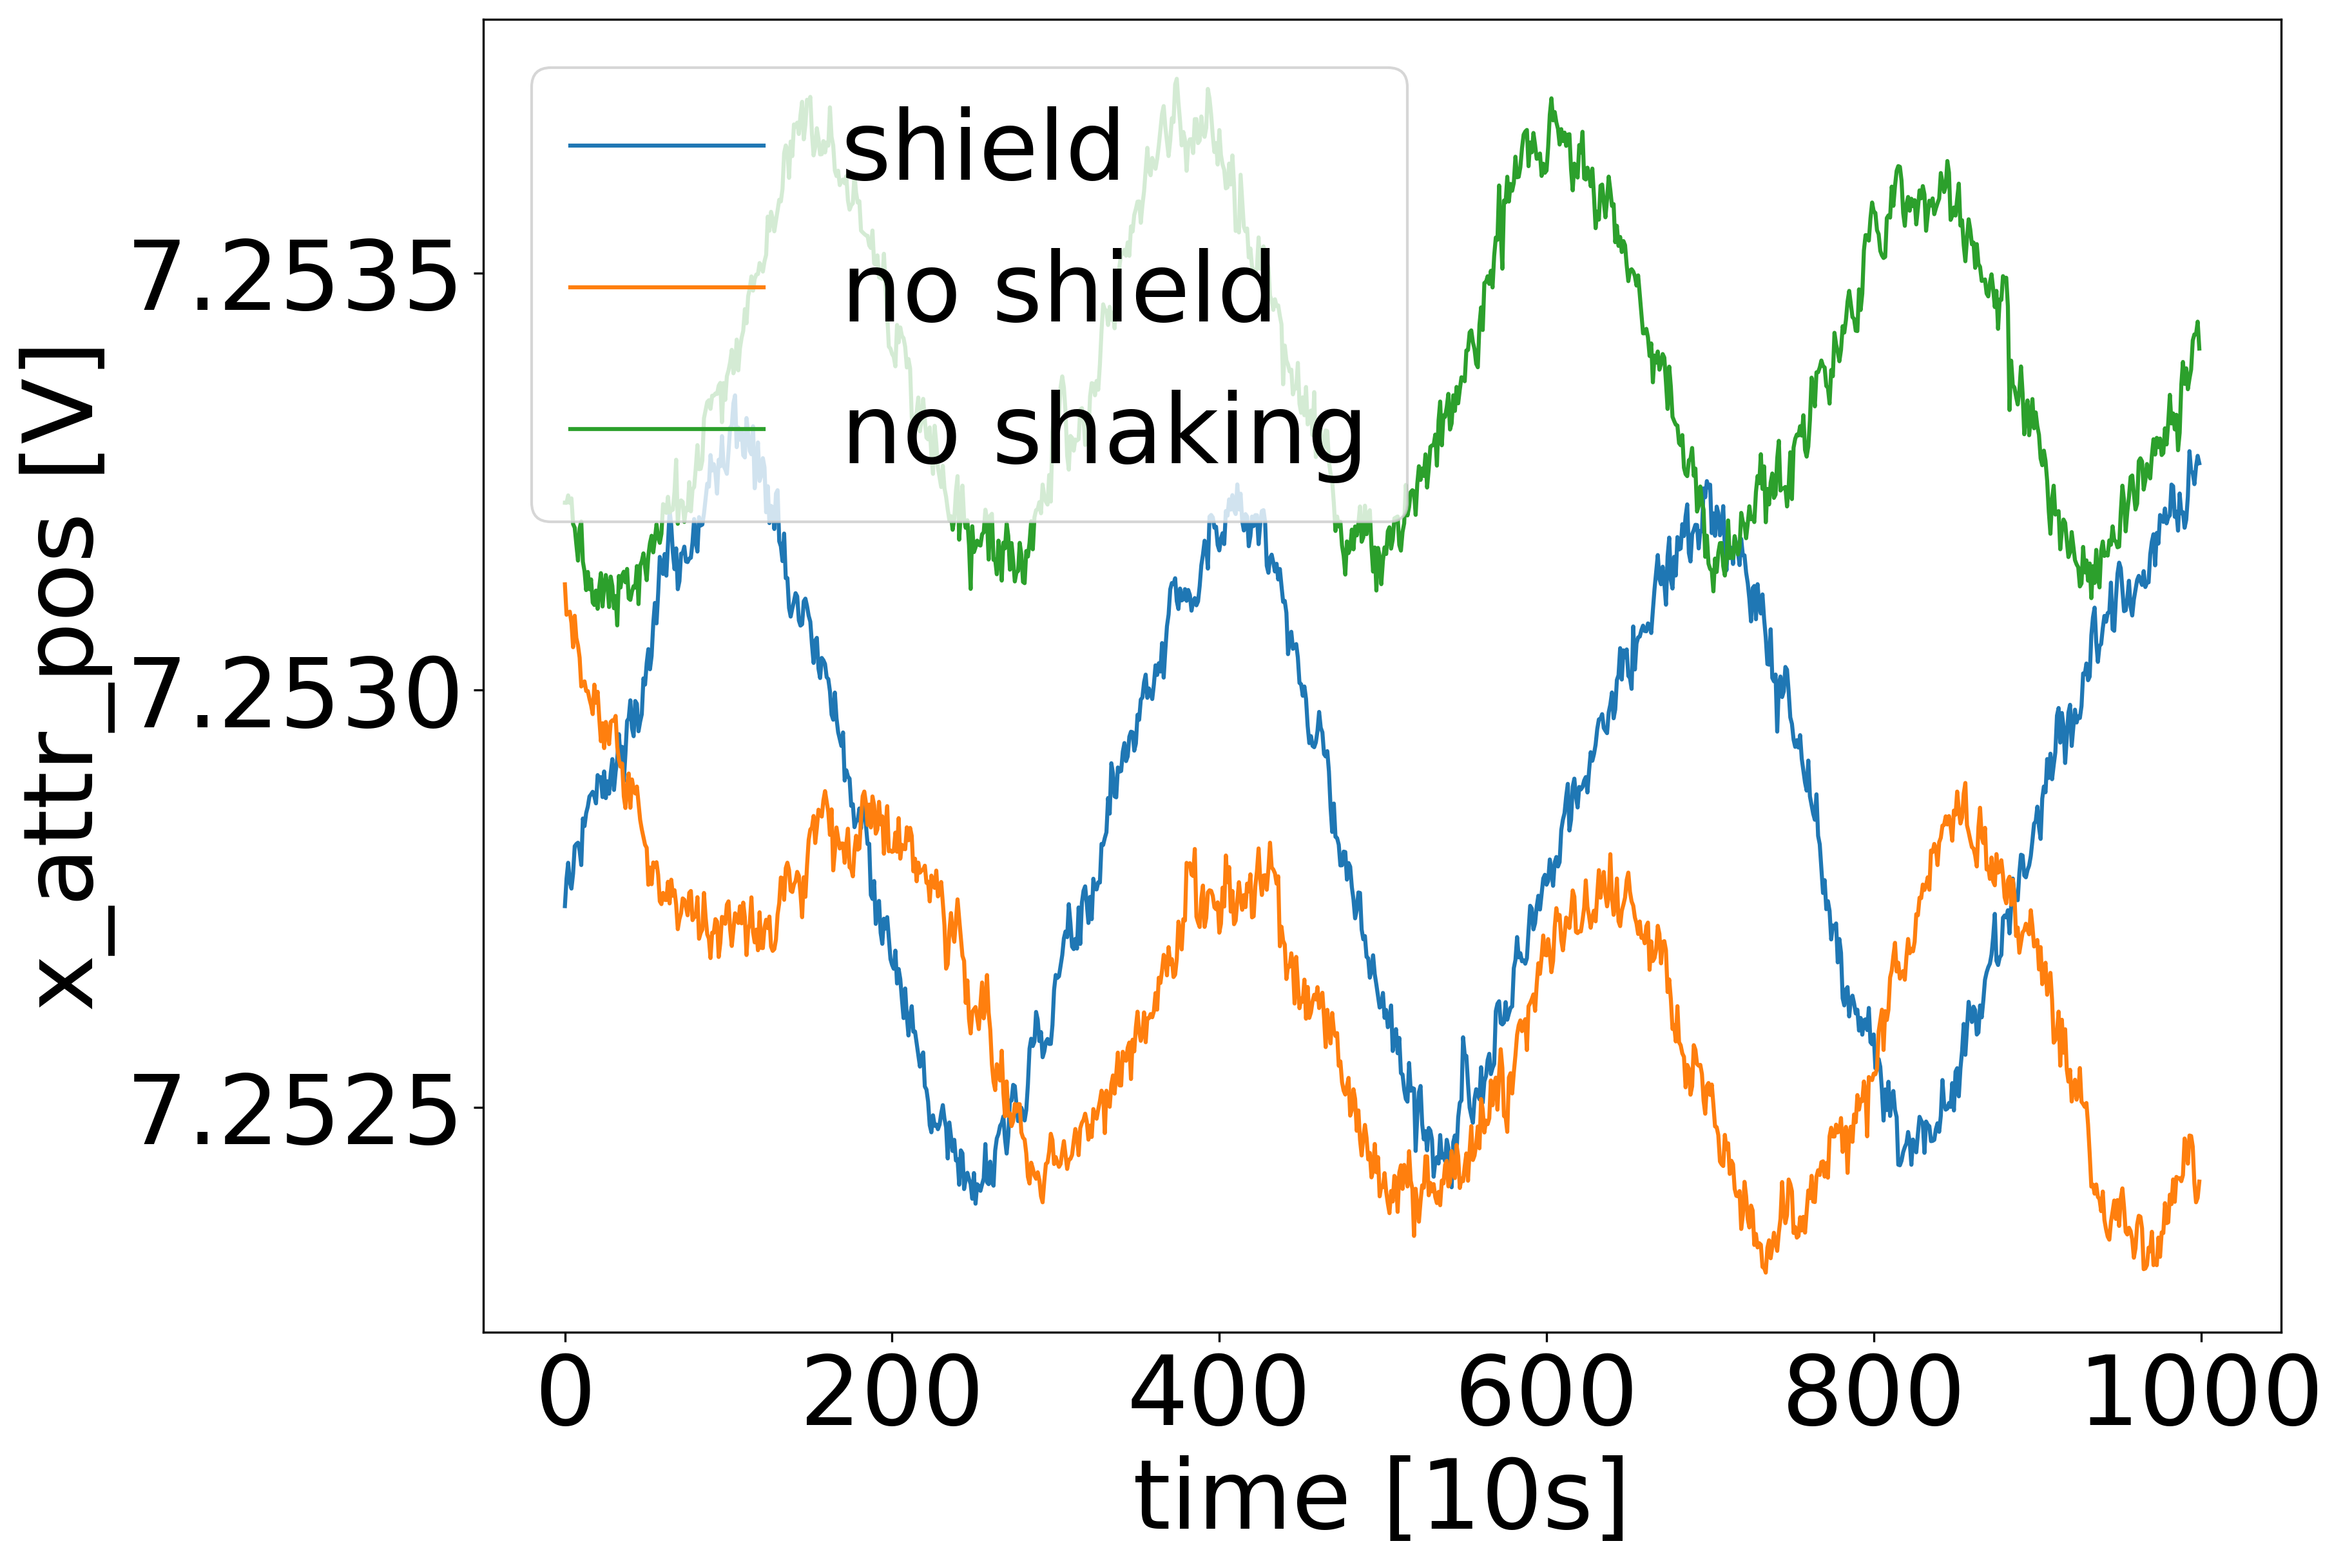 shield
no shield
no shaking
7.2535
7.2530
7.2525
x_attr_pos [V]
0 200 400 600 800 1000
time [10s]